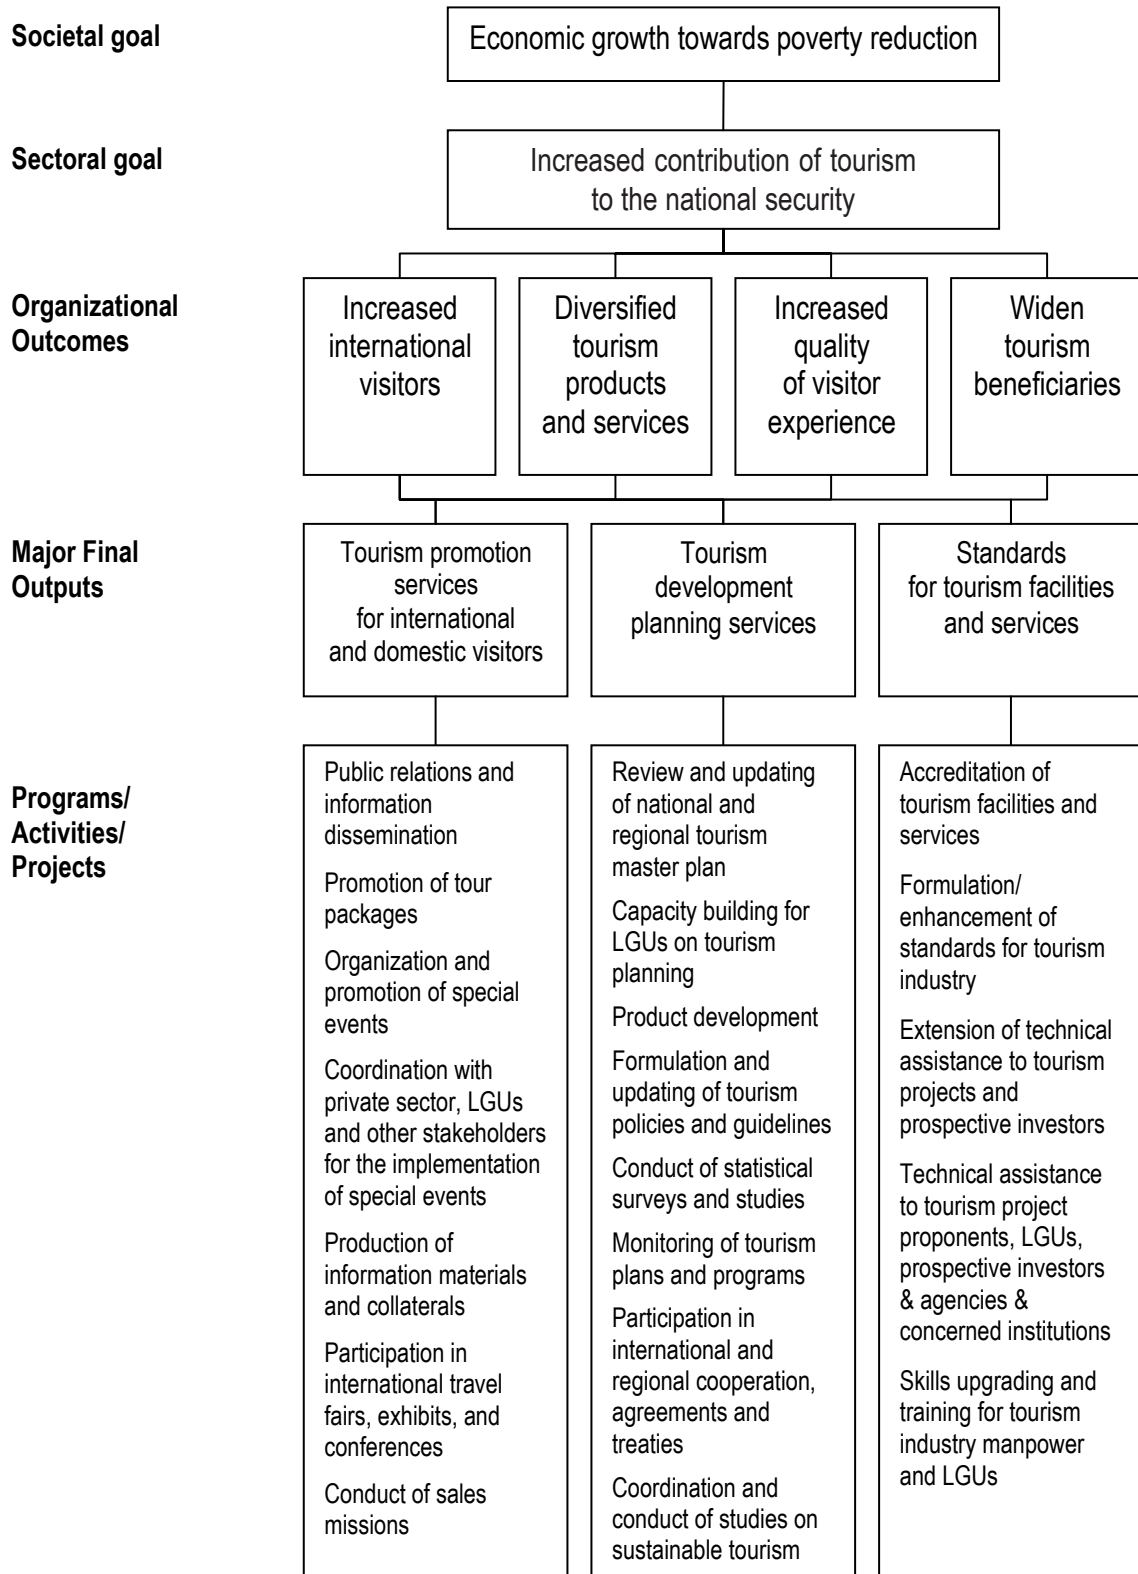 Societal goal
Economic growth towards poverty reduction
Sectoral goal
Increased contribution of tourism
to the national security
Organizational
Outcomes
Increased
international
visitors
Diversified
tourism
products
and services
Increased
quality
of visitor
experience
Widen
tourism
beneficiaries
Major Final
Outputs
Tourism promotion
services
for international
and domestic visitors
Tourism
development
planning services
Standards
for tourism facilities
and services
Programs/
Activities/
Projects
Public relations and
information
dissemination
Promotion of tour
packages
Organization and
promotion of special
events
Coordination with
private sector, LGUs
and other stakeholders
for the implementation
of special events
Production of
information materials
and collaterals
Participation in
international travel
fairs, exhibits, and
conferences
Conduct of sales
missions
Review and updating
of national and
regional tourism
master plan
Capacity building for
LGUs on tourism
planning
Product development
Formulation and
updating of tourism
policies and guidelines
Conduct of statistical
surveys and studies
Monitoring of tourism
plans and programs
Participation in
international and
regional cooperation,
agreements and
treaties
Coordination and
conduct of studies on
sustainable tourism
Accreditation of
tourism facilities and
services
Formulation/
enhancement of
standards for tourism
industry
Extension of technical
assistance to tourism
projects and
prospective investors
Technical assistance
to tourism project
proponents, LGUs,
prospective investors
& agencies &
concerned institutions
Skills upgrading and
training for tourism
industry manpower
and LGUs